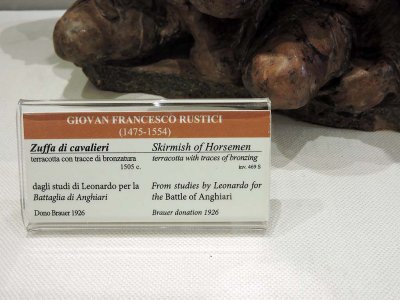 GIOVAN FRANCESCO RUSTICI
(1475-1554)
Zuffa di cavalieri
terracotta con tracce di bronzatura
1505 c.
dagli studi di Leonardo per la
Battaglia di Anghiari
Dono Brauer 1926
Skirmish of Horsemen
terracotta with traces of bronzing
inv. 469 S
From studies by Leonardo for
the Battle of Anghiari
Brauer donation 1926